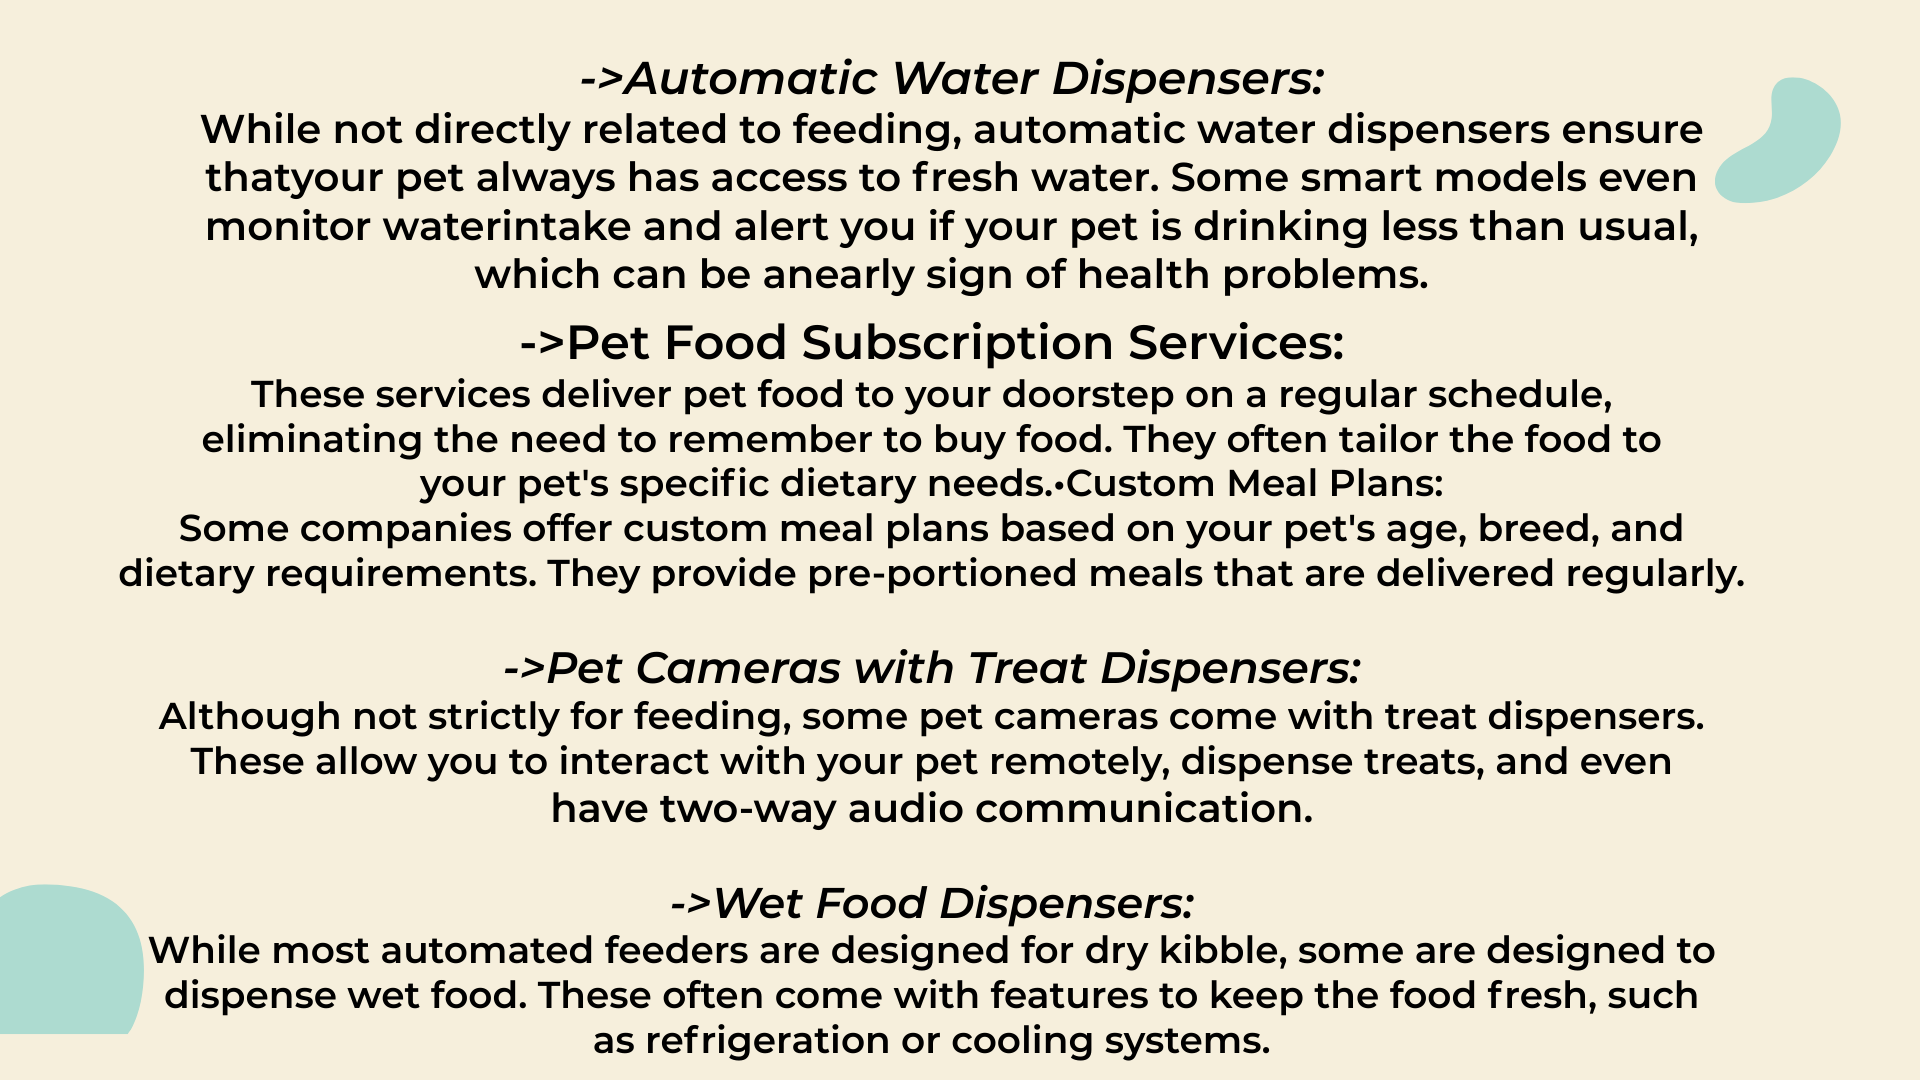 ->Automatic Water Dispensers:
While not directly related to feeding, automatic water dispensers ensure
thatyour pet always has access to fresh water. Some smart models even
monitor waterintake and alert you if your pet is drinking less than usual,
which can be anearly sign of health problems.
->Pet Food Subscription Services:
These services deliver pet food to your doorstep on a regular schedule,
eliminating the need to remember to buy food. They often tailor the food to
your pet's specific dietary needs.•Custom Meal Plans:
Some companies offer custom meal plans based on your pet's age, breed, and
dietary requirements. They provide pre-portioned meals that are delivered regularly.
->Pet Cameras with Treat Dispensers:
Although not strictly for feeding, some pet cameras come with treat dispensers.
These allow you to interact with your pet remotely, dispense treats, and even
have two-way audio communication.
->Wet Food Dispensers:
While most automated feeders are designed for dry kibble, some are designed to
dispense wet food. These often come with features to keep the food fresh, such
as refrigeration or cooling systems.